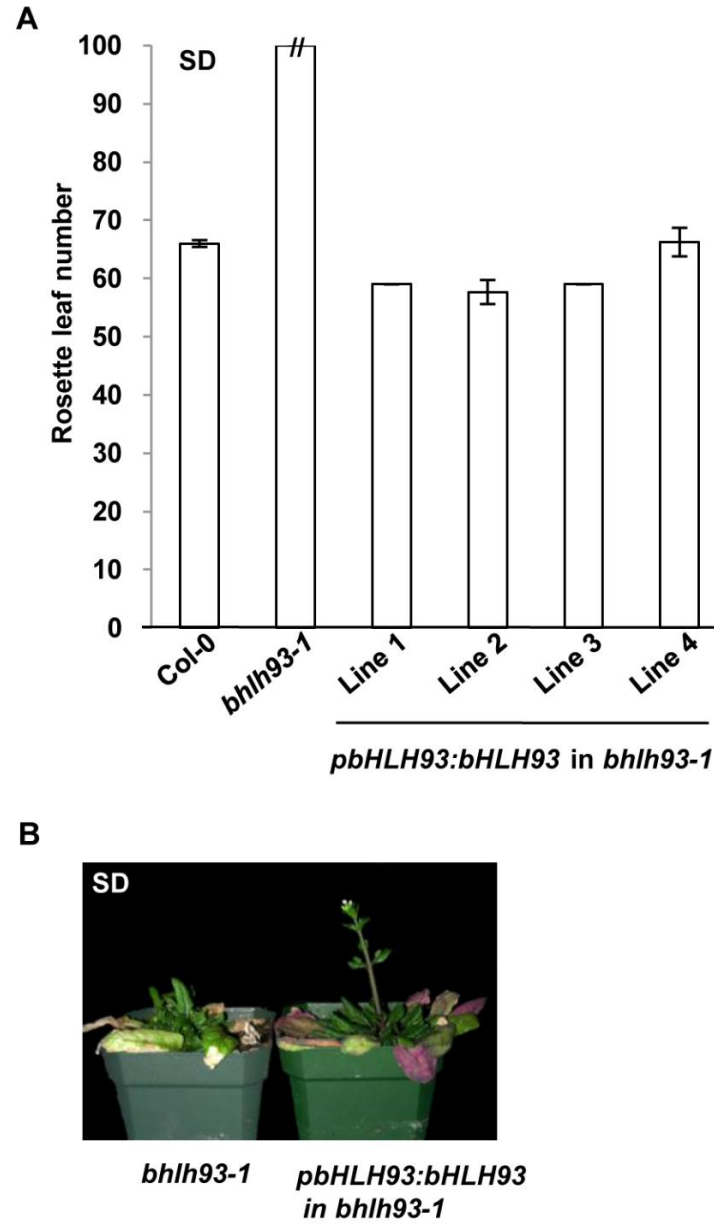 A
100
90
80
70
60
50
40
30
20
10
0
Rosette leaf number
SD
//
Col-0
bhlh93-1
Line 1
Line 2
Line 3
Line 4
pbHLH93:bHLH93 in bhlh93-1
B
SD
bhlh93-1
pbHLH93:bHLH93
in bhlh93-1